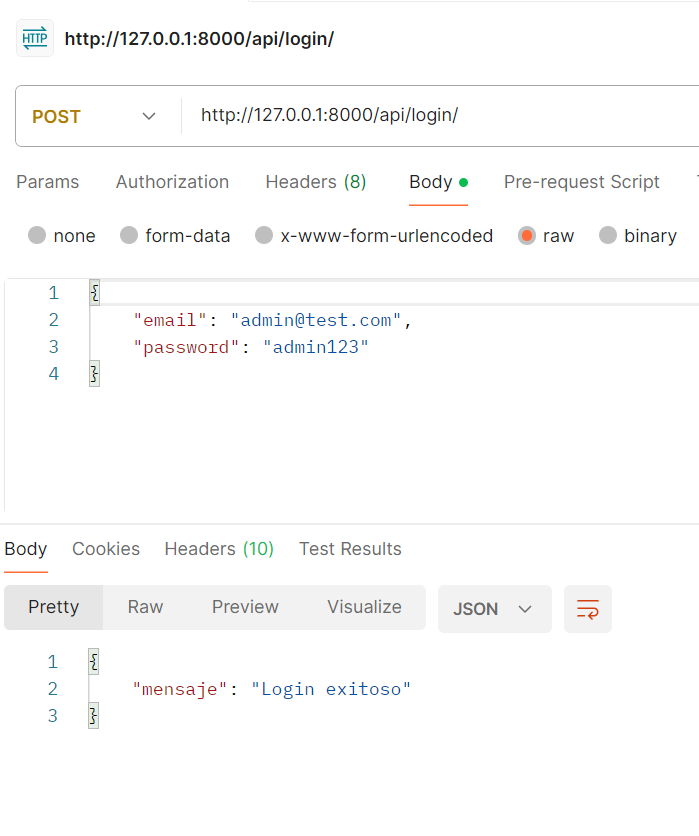 HTTP http://127.0.0.1:8000/api/login/
POST http://127.0.0.1:8000/api/login/
Params Authorization Headers (8) Body Pre-request Script
none form-data x-www-form-urlencoded raw binary
1 {
2 "email": "admin@test.com",
3 "password": "admin123"
4 }
Body Cookies Headers (10) Test Results
Pretty Raw Preview Visualize JSON
1 {
2 "mensaje": "Login exitoso"
3 }